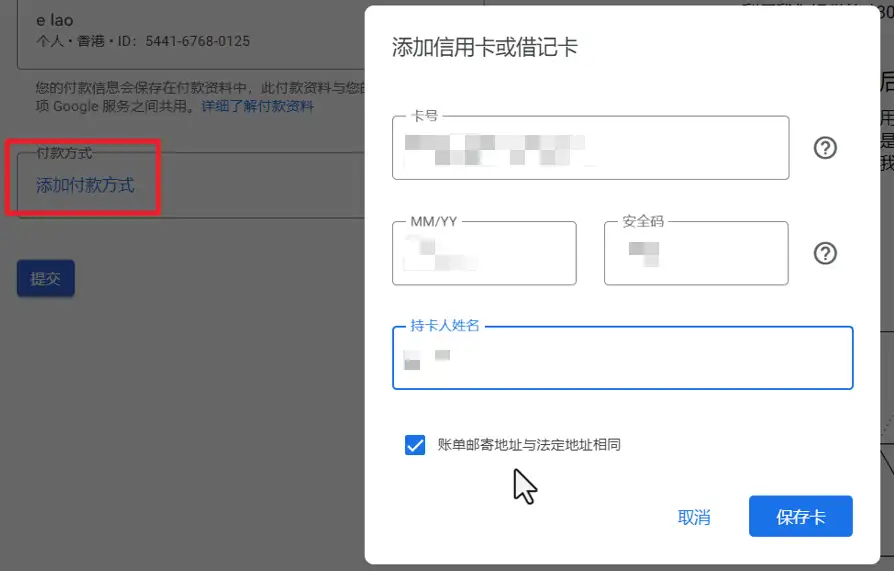 e lao
个人・香港・ID：5441-6768-0125
您的付款信息会保存在付款资料中，此付款资料与您的
项 Google 服务之间共用。详细了解付款资料
付款方式
添加付款方式
提交
添加信用卡或借记卡
卡号
MM/YY
安全码
持卡人姓名
账单邮寄地址与法定地址相同
取消
保存卡
后
用
是
我